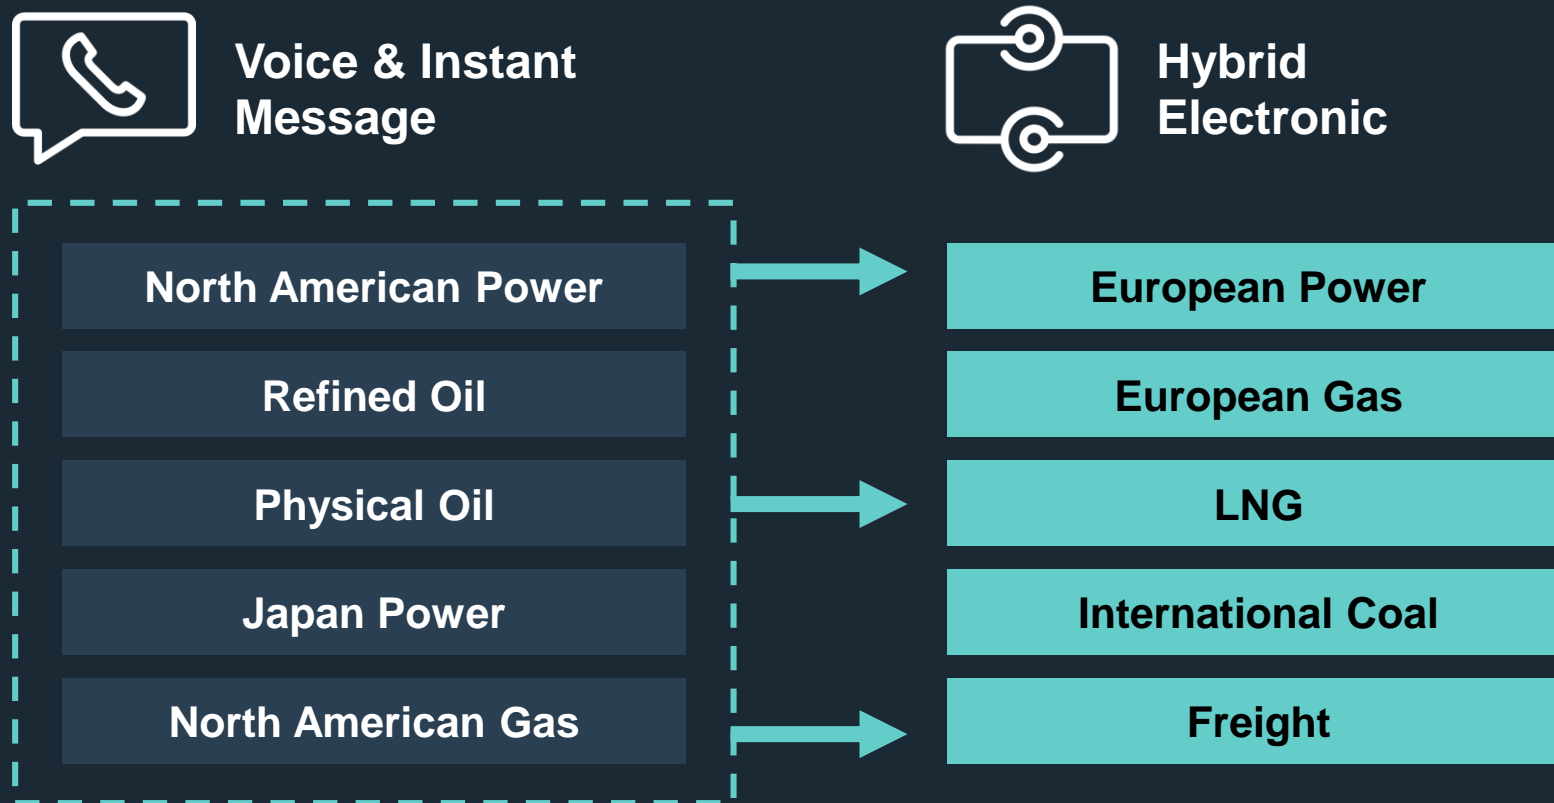 Voice & Instant
Message
Hybrid
Electronic
North American Power
Refined Oil
Physical Oil
Japan Power
North American Gas
European Power
European Gas
LNG
International Coal
Freight